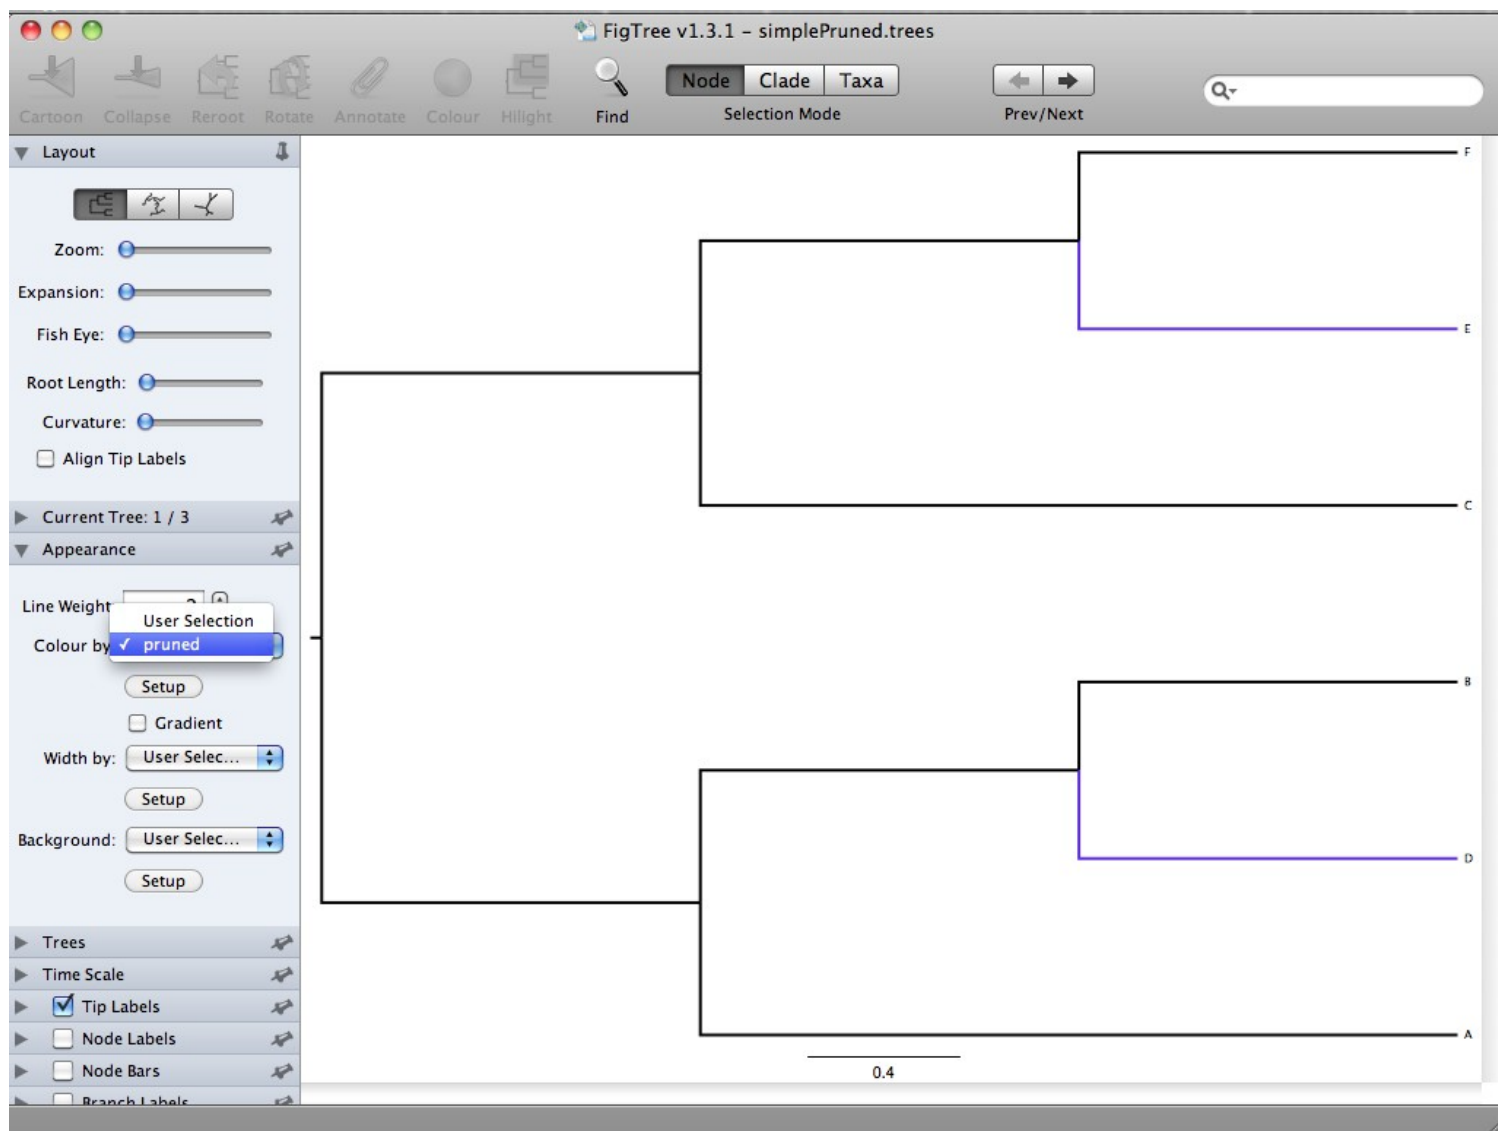 FigTree v1.3.1 – simplePruned.trees
Cartoon Collapse Reroot Rotate Annotate Colour Hilight Find
Node Clade Taxa
Selection Mode
Prev/Next
Layout
Zoom:
Expansion:
Fish Eye:
Root Length:
Curvature:
Align Tip Labels
Current Tree: 1 / 3
Appearance
Line Weight
User Selection
Colour by ✓ pruned
Setup
Gradient
Width by: User Selec...
Setup
Background: User Selec...
Setup
Trees
Time Scale
Tip Labels
Node Labels
Node Bars
Branch Labels
F
E
C
B
D
A
0.4